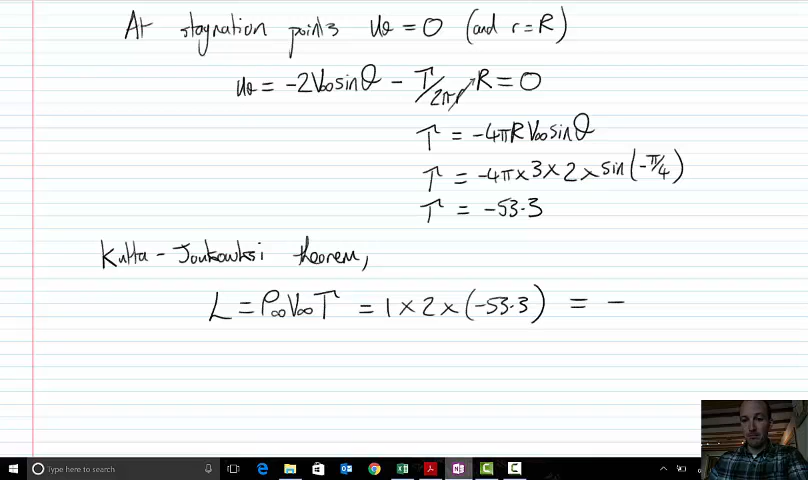 At stagnation points uθ = 0 (and r = R)
uθ = -2V∞sinθ - Γ/2πR = 0
Γ = -4πRV∞sinθ
Γ = -4π×3×2×sin(-π/4)
Γ = -53.3
Kutta-Joukowksi theorem,
L = ρ∞V∞Γ = 1×2×(-53.3) = -
Type here to search